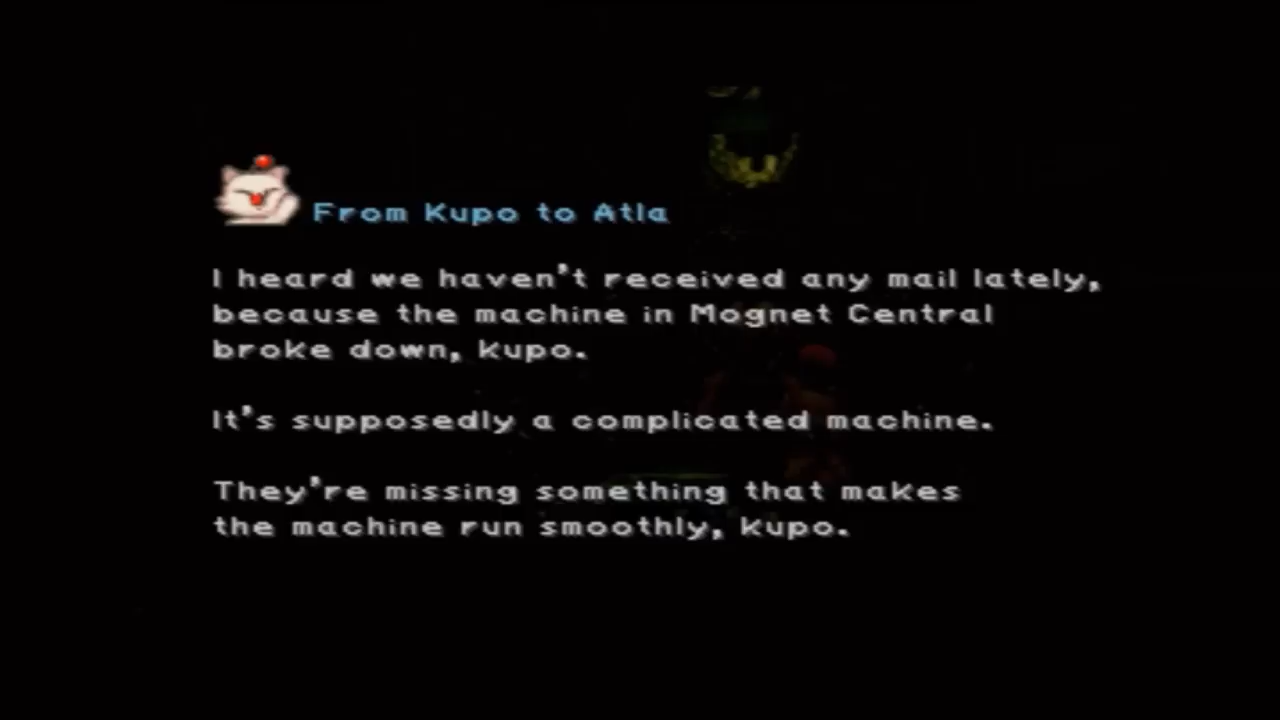 From Kupo to Atla
I heard we haven't received any mail lately,
because the machine in Mognet Central
broke down, kupo.
It's supposedly a complicated machine.
They're missing something that makes
the machine run smoothly, kupo.